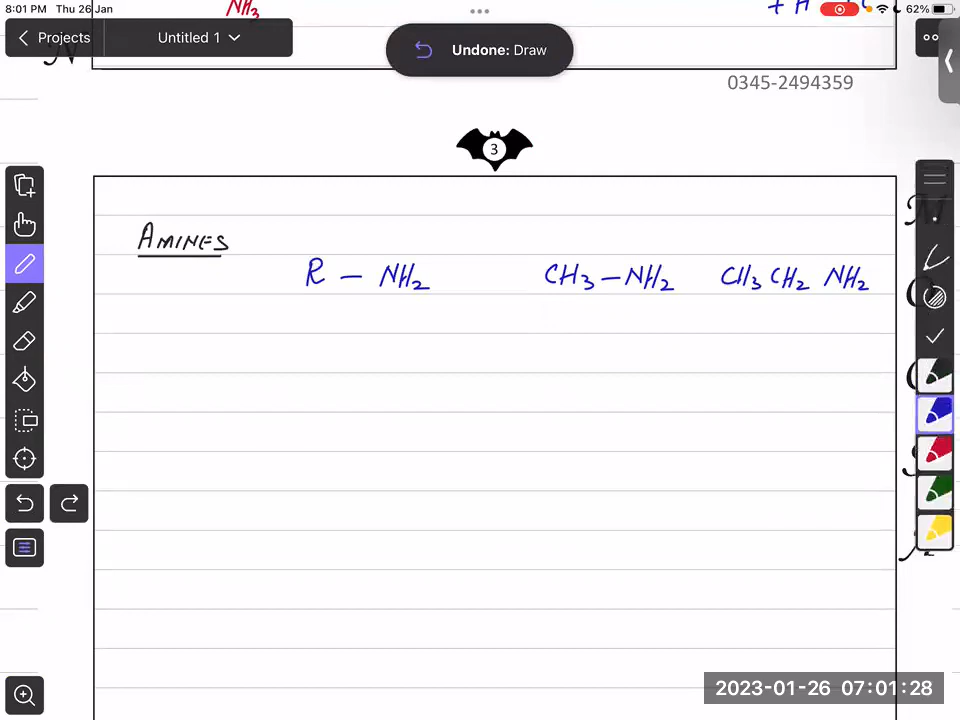 8:01 PM Thu 26 Jan
62%
NH3
+ H
Projects
Untitled 1
Undone: Draw
0345-2494359
3
AMINES
R — NH2 CH3 — NH2 CH3 CH2 NH2
2023-01-26 07:01:28